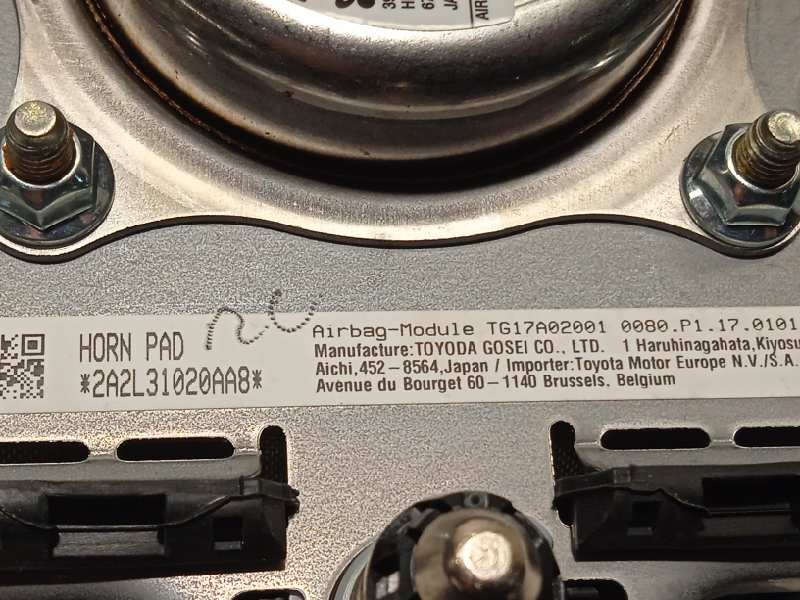 HORN PAD
*2A2L31020AA8*
Airbag-Module TG17A02001 0080.P1.17.0101
Manufacture:TOYODA GOSEI CO., LTD. 1 Haruhinagahata, Kiyosu
Aichi,452-8564,Japan / Importer:Toyota Motor Europe N.V./S.A.
Avenue du Bourget 60-1140 Brussels. Belgium